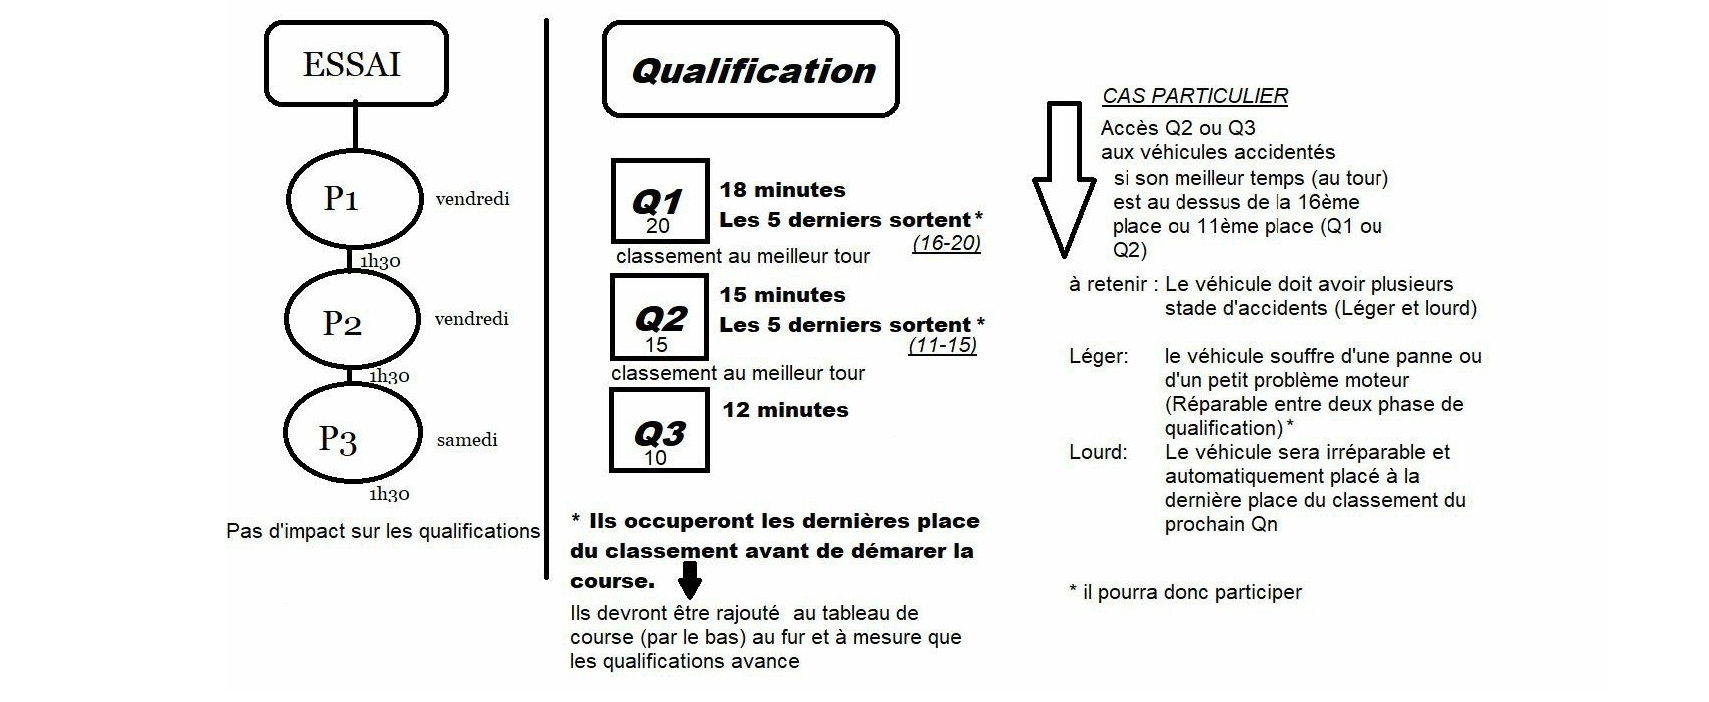 ESSAI
P1
vendredi
1h30
P2
vendredi
1h30
P3
samedi
1h30
Pas d'impact sur les qualifications
Qualification
Q1
20
18 minutes
Les 5 derniers sortent*
(16-20)
classement au meilleur tour
Q2
15
15 minutes
Les 5 derniers sortent *
(11-15)
classement au meilleur tour
Q3
10
12 minutes
* Ils occuperont les dernières place
du classement avant de démarer la
course.
Ils devront être rajouté au tableau de
course (par le bas) au fur et à mesure que
les qualifications avance
CAS PARTICULIER
Accès Q2 ou Q3
aux véhicules accidentés
si son meilleur temps (au tour)
est au dessus de la 16ème
place ou 11ème place (Q1 ou
Q2)
à retenir : Le véhicule doit avoir plusieurs
stade d'accidents (Léger et lourd)
Léger: le véhicule souffre d'une panne ou
d'un petit problème moteur
(Réparable entre deux phase de
qualification)*
Lourd: Le véhicule sera irréparable et
automatiquement placé à la
dernière place du classement du
prochain Qn
* il pourra donc participer